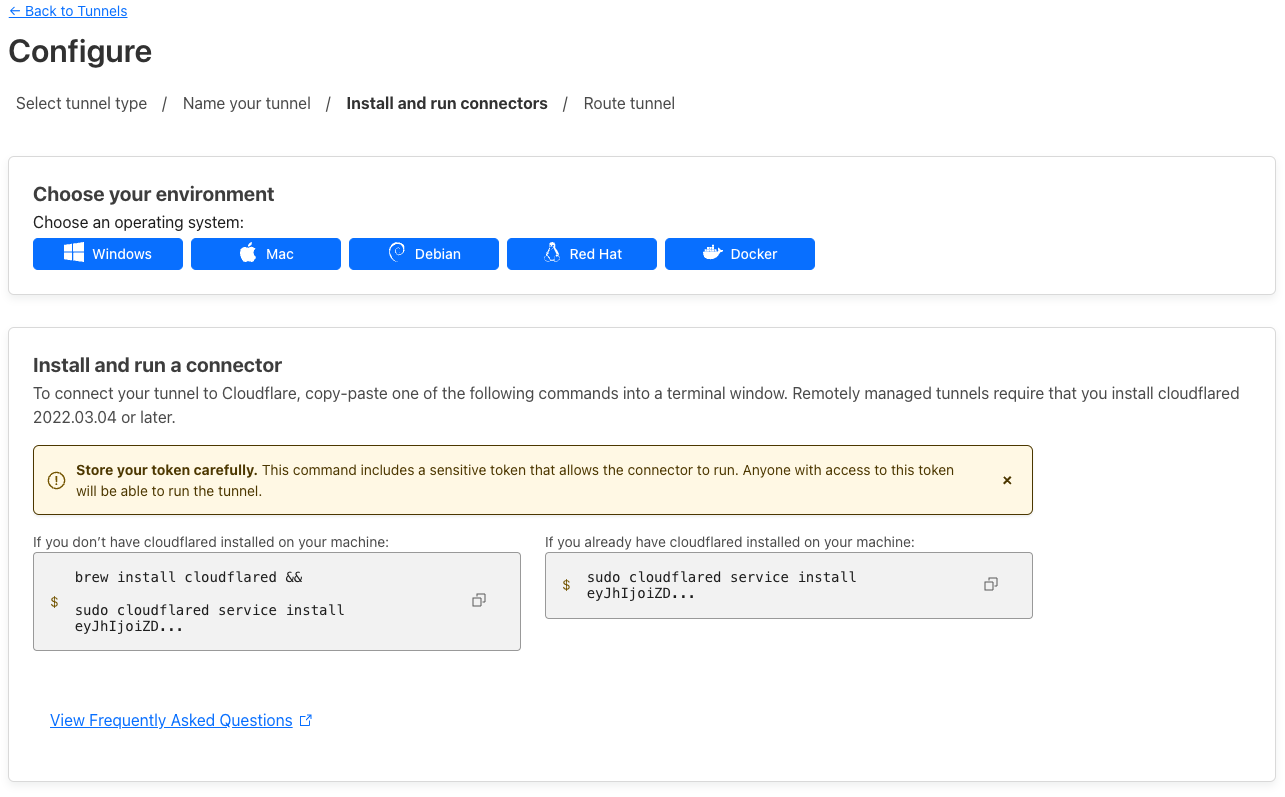 ← Back to Tunnels
Configure
Select tunnel type / Name your tunnel / Install and run connectors / Route tunnel
Choose your environment
Choose an operating system:
Windows Mac Debian Red Hat Docker
Install and run a connector
To connect your tunnel to Cloudflare, copy-paste one of the following commands into a terminal window. Remotely managed tunnels require that you install cloudflared
2022.03.04 or later.
Store your token carefully. This command includes a sensitive token that allows the connector to run. Anyone with access to this token
will be able to run the tunnel.
If you don’t have cloudflared installed on your machine:
brew install cloudflared &&
$
sudo cloudflared service install
eyJhIjoiZD...
If you already have cloudflared installed on your machine:
$ sudo cloudflared service install
eyJhIjoiZD...
View Frequently Asked Questions